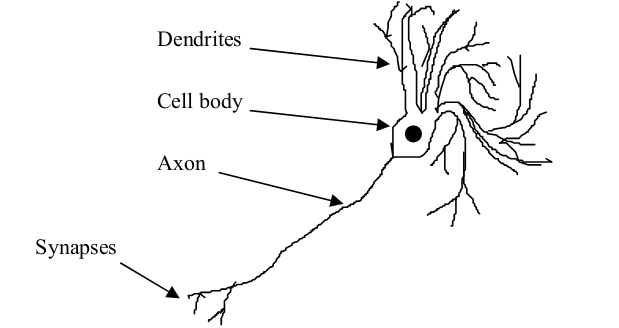 Dendrites
Cell body
Axon
Synapses